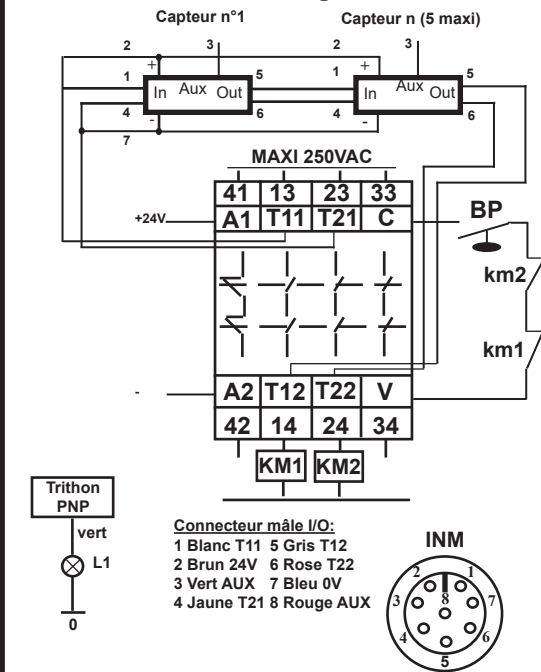 Capteur n°1
Capteur n (5 maxi)
2 3 2 3
+ +
1 In Aux Out 5 1 In Aux Out 5
4 - 6 4 - 6
7
MAXI 250VAC
41 13 23 33
+24V A1 T11 T21 C BP
km2
km1
- A2 T12 T22 V
42 14 24 34
KM1 KM2
Trithon
PNP
vert
L1
0
Connecteur mâle I/O:
1 Blanc T11 5 Gris T12
2 Brun 24V 6 Rose T22
3 Vert AUX 7 Bleu 0V
4 Jaune T21 8 Rouge AUX
INM
2 1
3 8 7
4 6
5